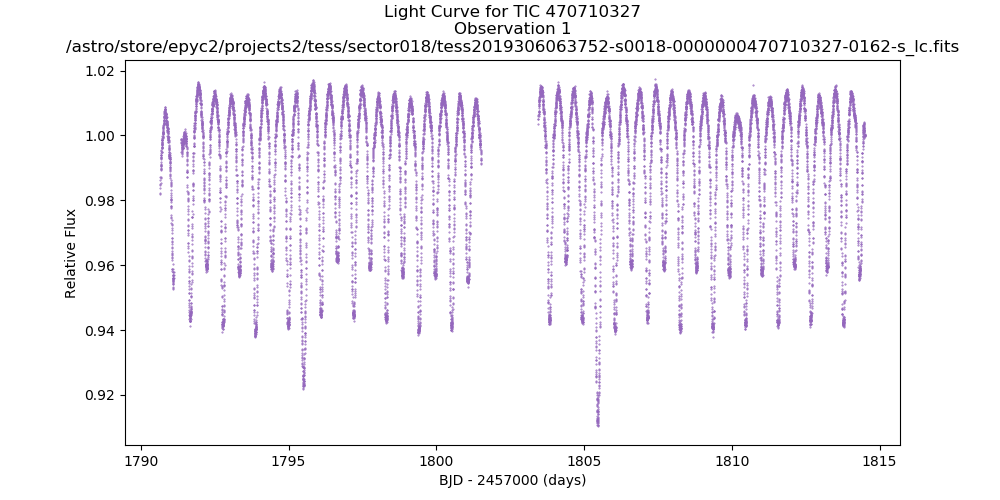 Light Curve for TIC 470710327
Observation 1
/astro/store/epyc2/projects2/tess/sector018/tess2019306063752-s0018-0000000470710327-0162-s_lc.fits
1.02
1.00
0.98
0.96
0.94
0.92
Relative Flux
1790 1795 1800 1805 1810 1815
BJD - 2457000 (days)